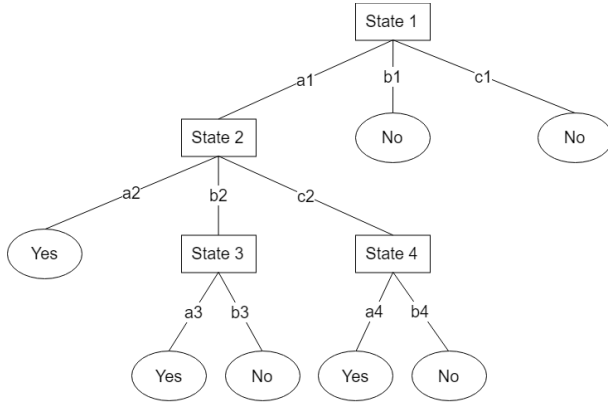 State 1
a1
b1
c1
State 2
No
No
a2
b2
c2
Yes
State 3
State 4
a3
b3
a4
b4
Yes
No
Yes
No